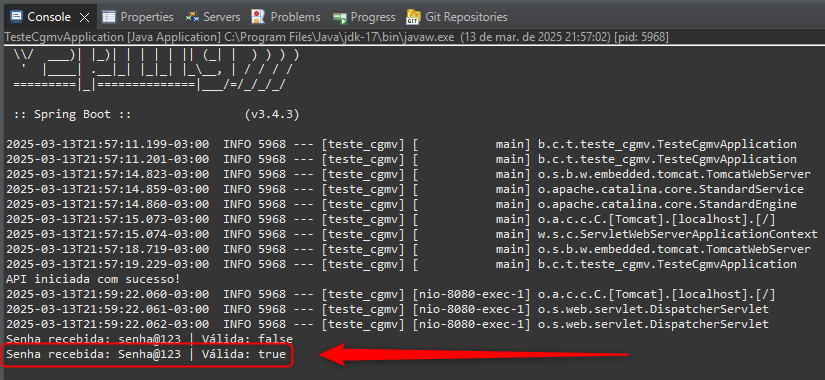 Console Properties Servers Problems Progress Git Repositories
TesteCgmvApplication [Java Application] C:\Program Files\Java\jdk-17\bin\javaw.exe (13 de mar. de 2025 21:57:02) [pid: 5968]
\\/  ___)| |_)| | | | | || (_| |  ) ) ) )
'  |____| .__|_| |_|_| |_\__, | / / / /
=========|_|==============|___/=/_/_/_/
:: Spring Boot ::                (v3.4.3)
2025-03-13T21:57:11.199-03:00  INFO 5968 --- [teste_cgmv] [           main] b.c.t.teste_cgmv.TesteCgmvApplication
2025-03-13T21:57:11.201-03:00  INFO 5968 --- [teste_cgmv] [           main] b.c.t.teste_cgmv.TesteCgmvApplication
2025-03-13T21:57:14.823-03:00  INFO 5968 --- [teste_cgmv] [           main] o.s.b.w.embedded.tomcat.TomcatWebServer
2025-03-13T21:57:14.859-03:00  INFO 5968 --- [teste_cgmv] [           main] o.apache.catalina.core.StandardService
2025-03-13T21:57:14.860-03:00  INFO 5968 --- [teste_cgmv] [           main] o.apache.catalina.core.StandardEngine
2025-03-13T21:57:15.073-03:00  INFO 5968 --- [teste_cgmv] [           main] o.a.c.c.C.[Tomcat].[localhost].[/]
2025-03-13T21:57:15.074-03:00  INFO 5968 --- [teste_cgmv] [           main] w.s.c.ServletWebServerApplicationContext
2025-03-13T21:57:18.719-03:00  INFO 5968 --- [teste_cgmv] [           main] o.s.b.w.embedded.tomcat.TomcatWebServer
2025-03-13T21:57:19.229-03:00  INFO 5968 --- [teste_cgmv] [           main] b.c.t.teste_cgmv.TesteCgmvApplication
API iniciada com sucesso!
2025-03-13T21:59:22.060-03:00  INFO 5968 --- [teste_cgmv] [nio-8080-exec-1] o.a.c.c.C.[Tomcat].[localhost].[/]
2025-03-13T21:59:22.061-03:00  INFO 5968 --- [teste_cgmv] [nio-8080-exec-1] o.s.web.servlet.DispatcherServlet
2025-03-13T21:59:22.062-03:00  INFO 5968 --- [teste_cgmv] [nio-8080-exec-1] o.s.web.servlet.DispatcherServlet
Senha recebida: senha@123 | Válida: false
Senha recebida: Senha@123 | Válida: true